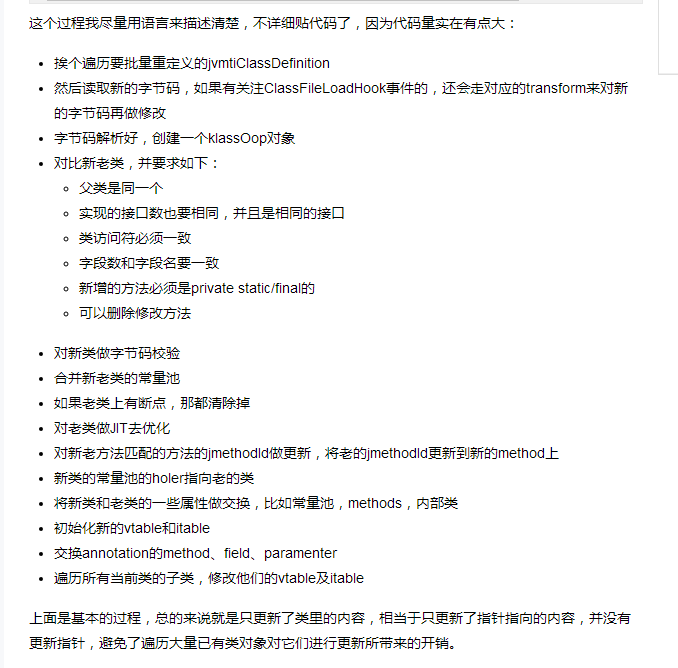 这个过程我尽量用语言来描述清楚，不详细贴代码了，因为代码量实在有点大：
挨个遍历要批量重定义的jvmtiClassDefinition
然后读取新的字节码，如果有关注ClassFileLoadHook事件的，还会走对应的transform来对新
的字节码再做修改
字节码解析好，创建一个klassOop对象
对比新老类，并要求如下：
父类是同一个
实现的接口数也要相同，并且是相同的接口
类访问符必须一致
字段数和字段名要一致
新增的方法必须是private static/final的
可以删除修改方法
对新类做字节码校验
合并新老类的常量池
如果老类上有断点，那都清除掉
对老类做JIT去优化
对新老方法匹配的方法的jmethodId做更新，将老的jmethodId更新到新的method上
新类的常量池的holer指向老的类
将新类和老类的一些属性做交换，比如常量池，methods，内部类
初始化新的vtable和itable
交换annotation的method、field、paramenter
遍历所有当前类的子类，修改他们的vtable及itable
上面是基本的过程，总的来说就是只更新了类里的内容，相当于只更新了指针指向的内容，并没有
更新指针，避免了遍历大量已有类对象对它们进行更新所带来的开销。